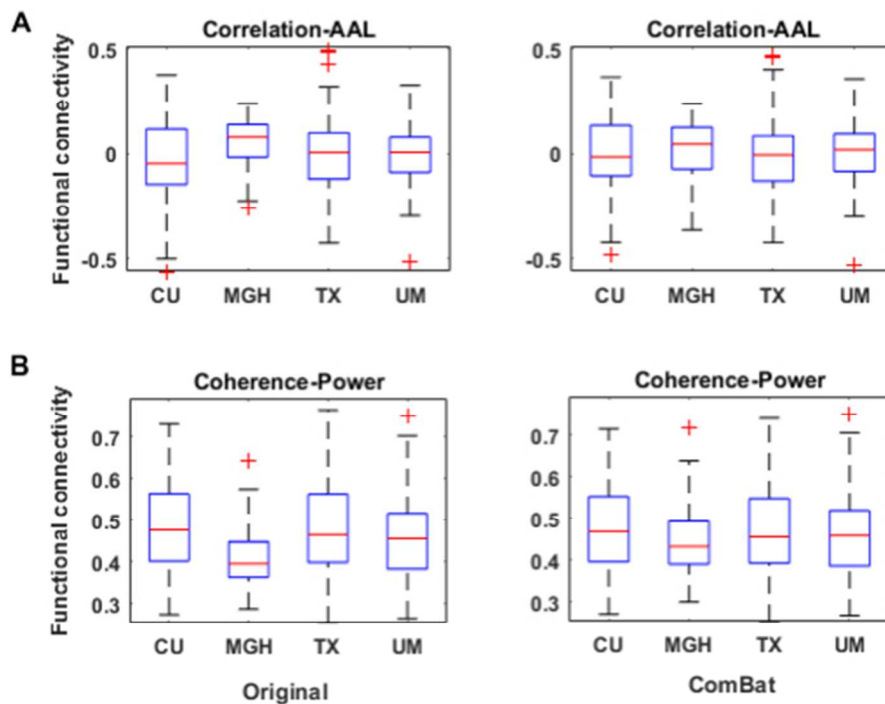 A
Correlation-AAL
Functional connectivity
0.5
0
-0.5
CU MGH TX UM
Correlation-AAL
0.5
0
-0.5
CU MGH TX UM
B
Coherence-Power
Functional connectivity
0.7
0.6
0.5
0.4
0.3
CU MGH TX UM
Original
Coherence-Power
0.7
0.6
0.5
0.4
0.3
CU MGH TX UM
ComBat